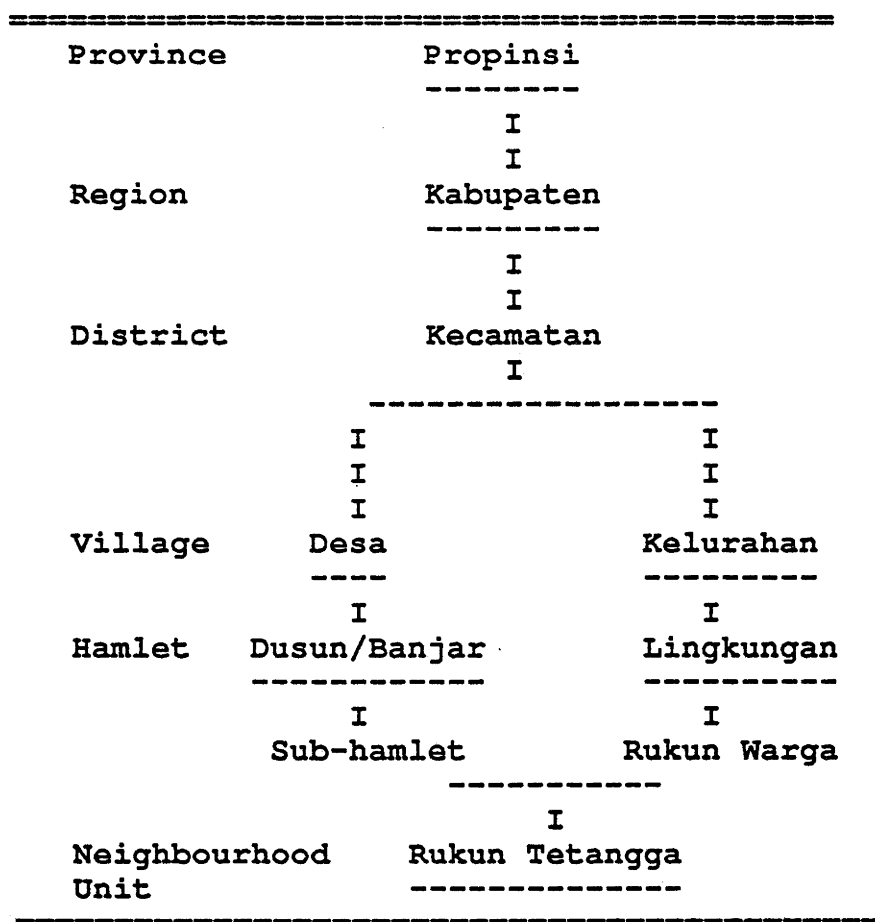 ==========================================
Province Propinsi
--------
I
I
Region Kabupaten
---------
I
I
District Kecamatan
I
------------------
I I
I I
I I
Village Desa Kelurahan
---- ---------
I I
Hamlet Dusun/Banjar Lingkungan
------------ ----------
I I
Sub-hamlet Rukun Warga
-----------
I
Neighbourhood Rukun Tetangga
Unit --------------
--------------------------------------------